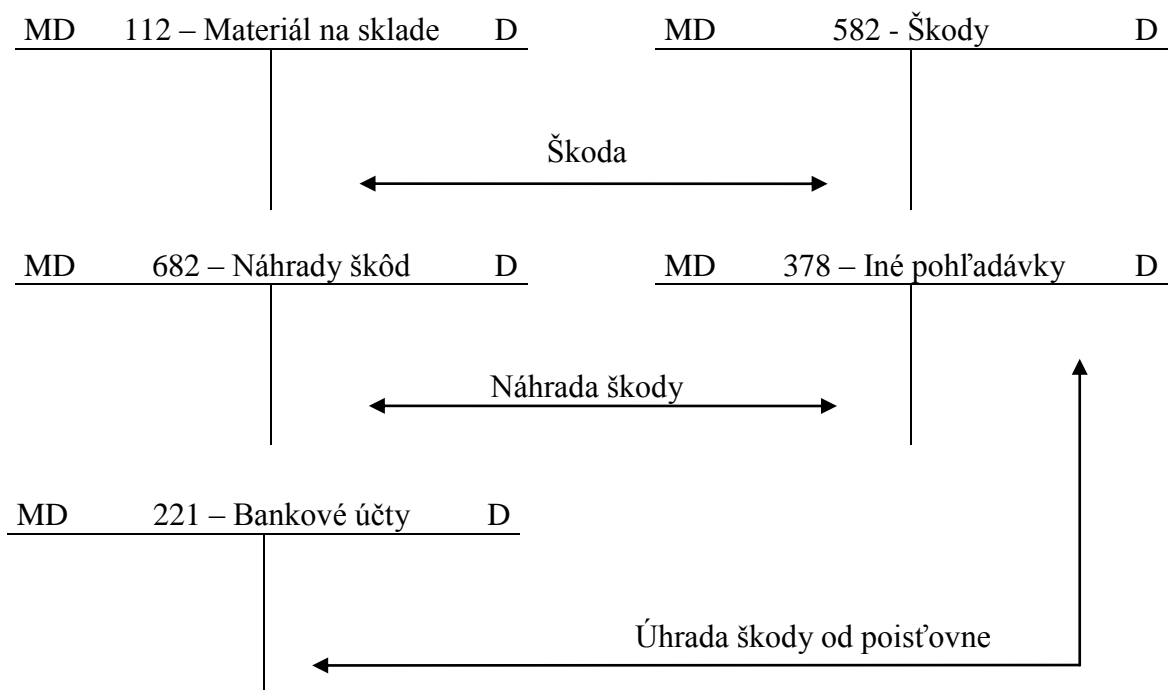 MD 112 – Materiál na sklade D
MD 582 - Škody D
Škoda
MD 682 – Náhrady škôd D
MD 378 – Iné pohľadávky D
Náhrada škody
MD 221 – Bankové účty D
Úhrada škody od poisťovne